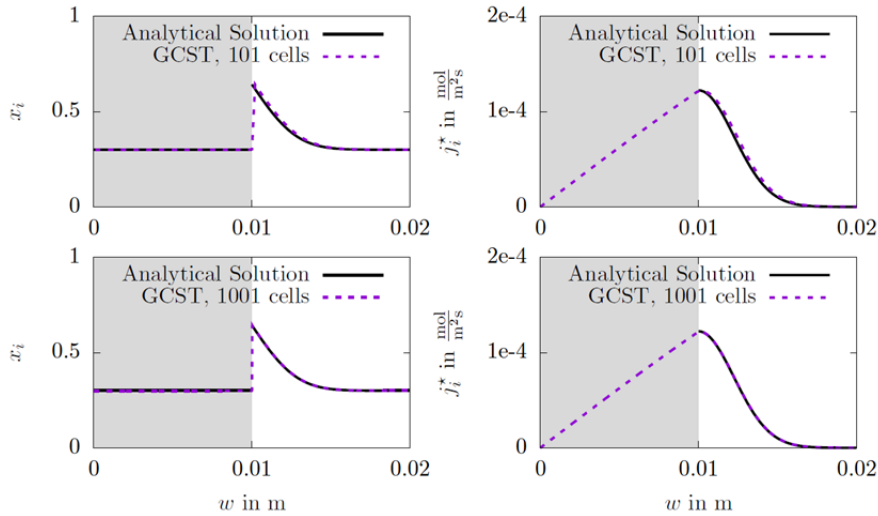 1
0.5
0
x_i
Analytical Solution
GCST, 101 cells
0
0.01
0.02
2e-4
1e-4
0
j_i^⋆ in mol/m²s
Analytical Solution
GCST, 101 cells
0
0.01
0.02
1
0.5
0
x_i
Analytical Solution
GCST, 1001 cells
0
0.01
0.02
w in m
2e-4
1e-4
0
j_i^⋆ in mol/m²s
Analytical Solution
GCST, 1001 cells
0
0.01
0.02
w in m